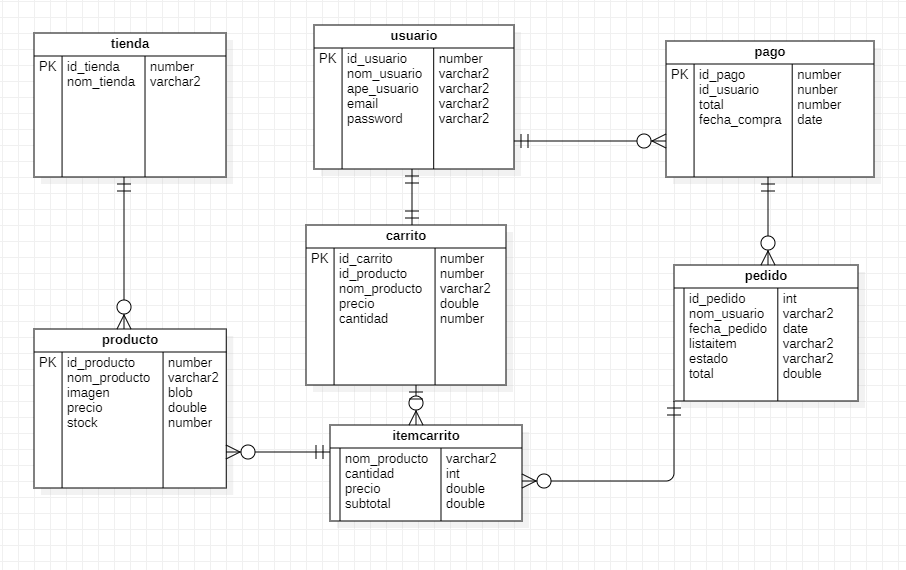 tienda
PK id_tienda number
nom_tienda varchar2
usuario
PK id_usuario number
nom_usuario varchar2
ape_usuario varchar2
email varchar2
password varchar2
pago
PK id_pago number
id_usuario nunber
total number
fecha_compra date
carrito
PK id_carrito number
id_producto number
nom_producto varchar2
precio double
cantidad number
pedido
id_pedido int
nom_usuario varchar2
fecha_pedido date
listaitem varchar2
estado varchar2
total double
producto
PK id_producto number
nom_producto varchar2
imagen blob
precio double
stock number
itemcarrito
nom_producto varchar2
cantidad int
precio double
subtotal double